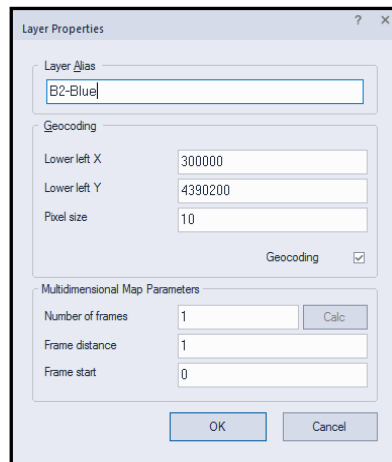 Layer Properties ? ×
Layer Alias
B2-Blue
Geocoding
Lower left X 300000
Lower left Y 4390200
Pixel size 10
Geocoding
Multidimensional Map Parameters
Number of frames 1 Calc
Frame distance 1
Frame start 0
OK Cancel